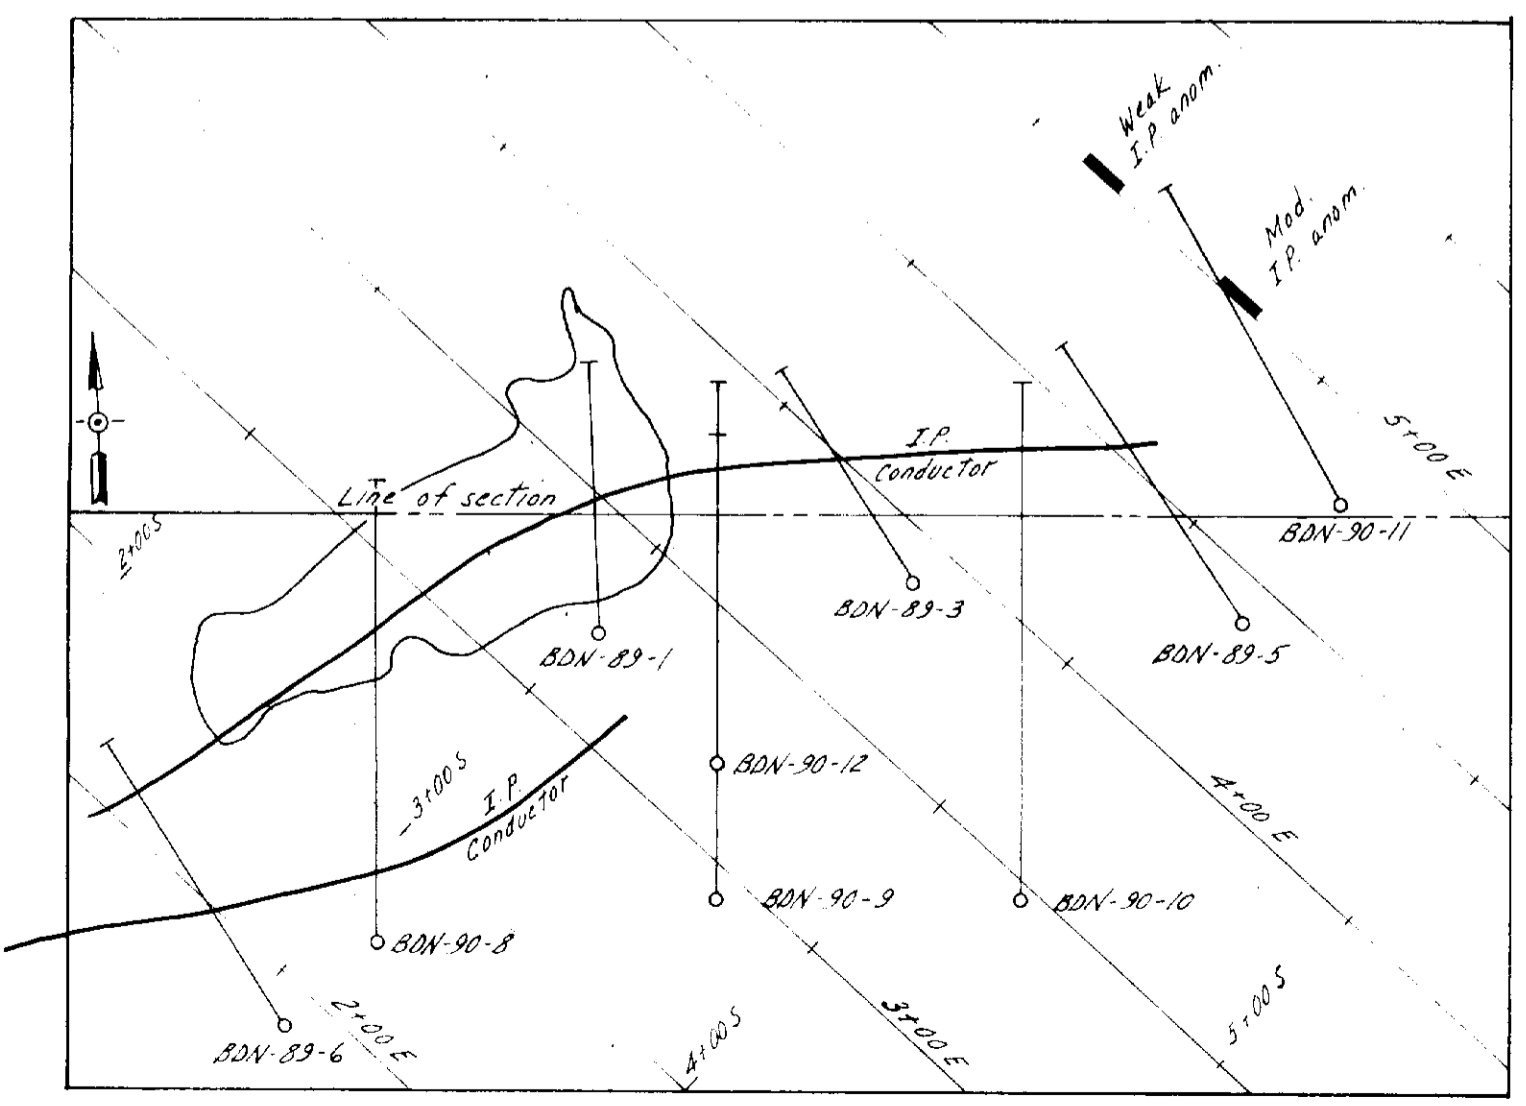 Weak
I.P. anom.
Mod.
I.P. anom.
5+00 E
I.P.
Conductor
Line of section
2+00 S
BDN-90-11
BDN-89-3
BDN-89-1
BDN-89-5
BDN-90-12
3+00 S
I.P.
Conductor
4+00 E
BDN-90-9
BDN-90-10
BDN-90-8
2+00 E
BDN-89-6
4+00 S
3+00 E
5+00 S